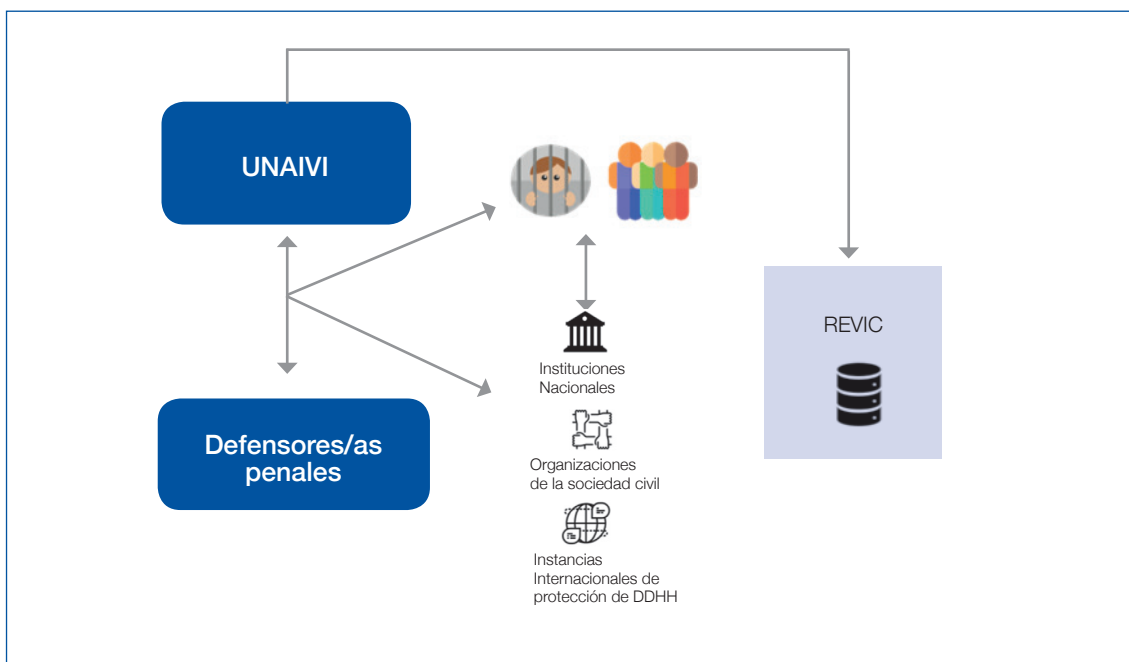 UNAIVI
REVIC
Instituciones
Nacionales
Defensores/as
penales
Organizaciones
de la sociedad civil
Instancias
Internacionales de
protección de DDHH